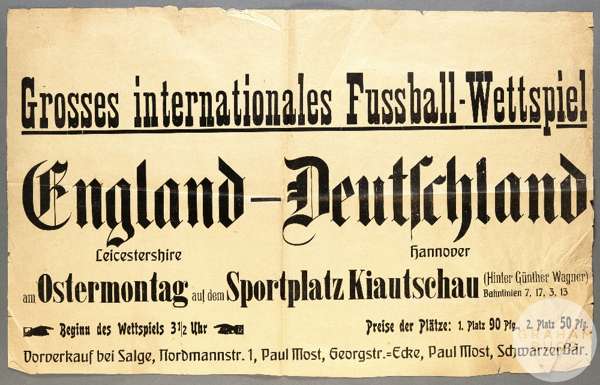 Grosses internationales Fussball-Wettspiel
England—Deutschland.
Leicestershire Hannover
am Ostermontag auf dem Sportplatz Kiautschau (Hinter Günther Wagner) Bahnlinien 7, 17, 3, 13
Beginn des Wettspiels 3½ Uhr Preise der Plätze: 1. Platz 90 Pfg., 2. Platz 50 Pfg.
Vorverkauf bei Salge, Nordmannstr. 1, Paul Most, Georgstr.=Ecke, Paul Most, Schwarzer Bär.
GRAHAM